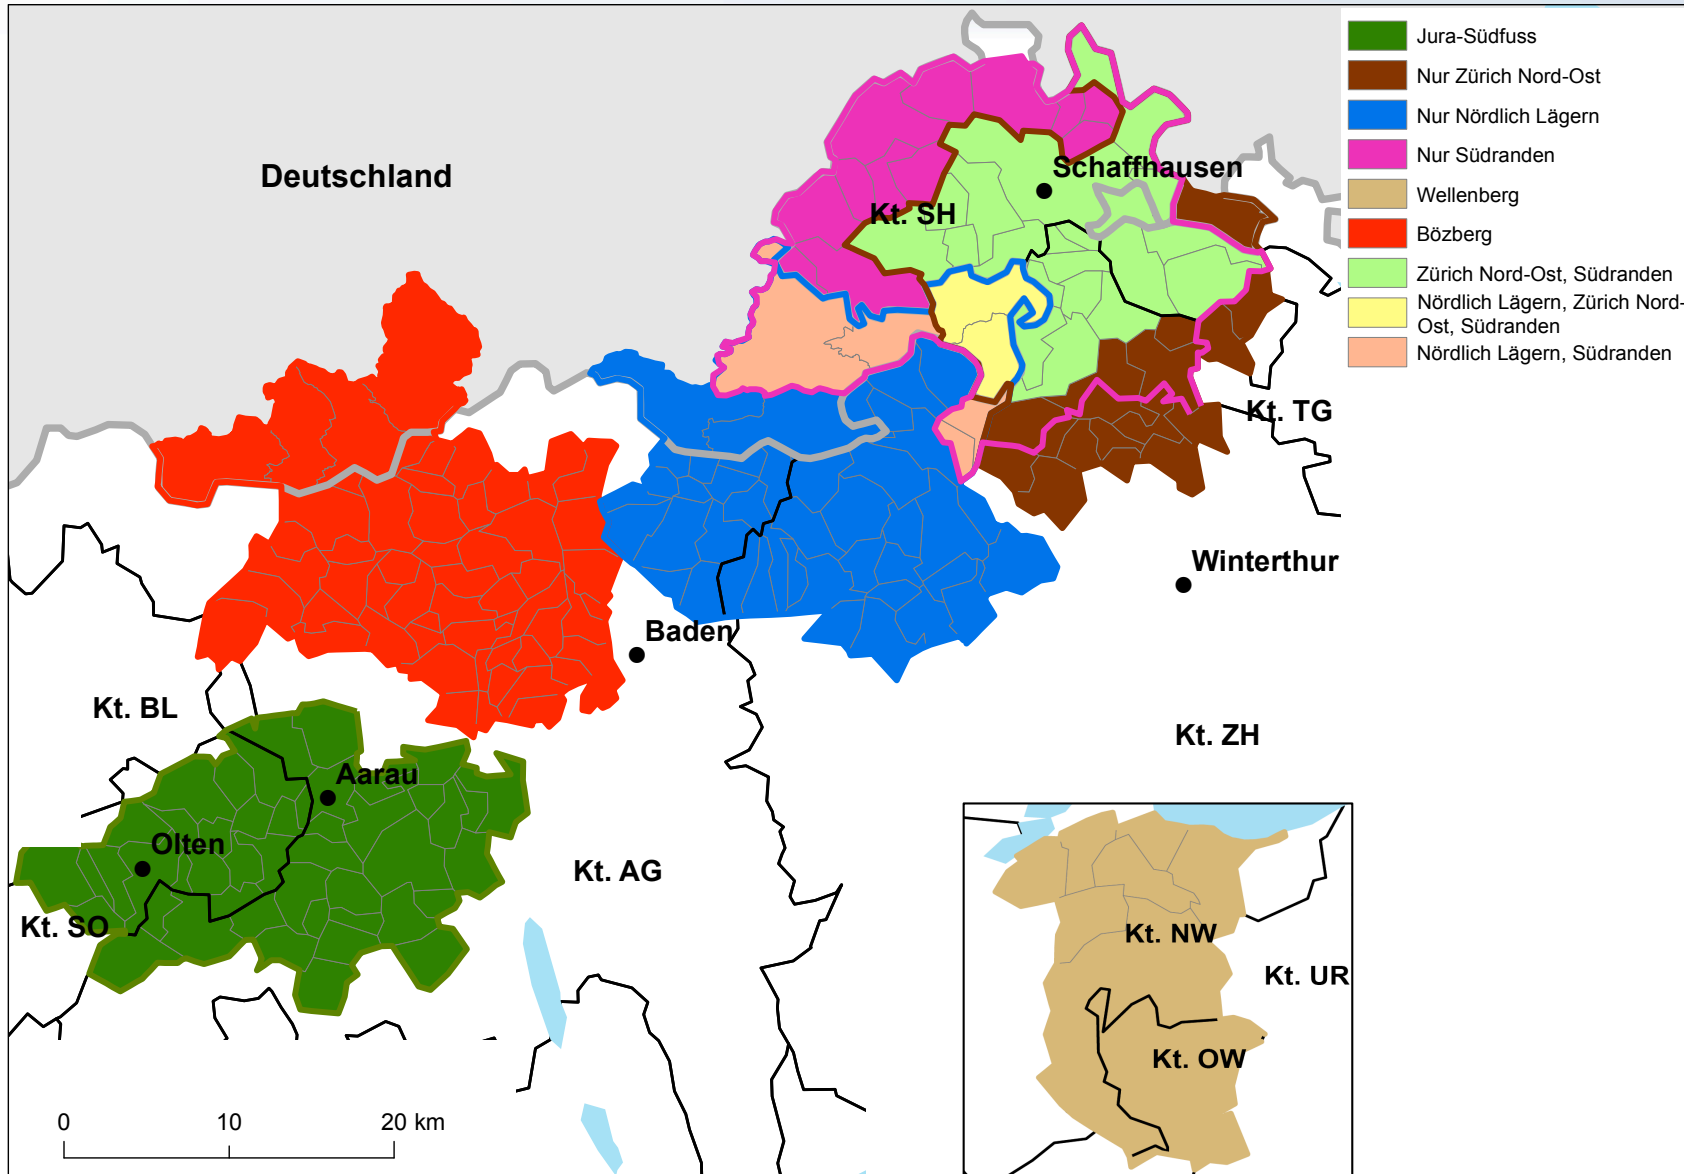 Jura-Südfuss
Nur Zürich Nord-Ost
Nur Nördlich Lägern
Nur Südranden
Wellenberg
Bözberg
Zürich Nord-Ost, Südranden
Nördlich Lägern, Zürich Nord-
Ost, Südranden
Nördlich Lägern, Südranden
Deutschland
Schaffhausen
Kt. SH
Kt. TG
Winterthur
Baden
Kt. BL
Kt. ZH
Aarau
Olten
Kt. AG
Kt. SO
Kt. NW
Kt. UR
Kt. OW
0 10 20 km